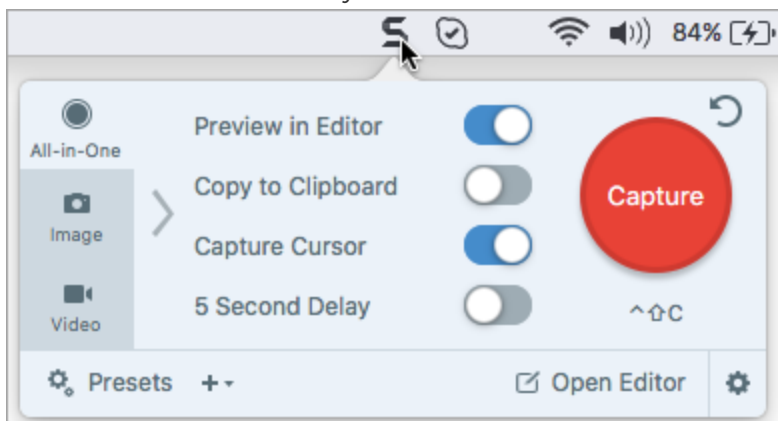 84%
All-in-One
Image
Video
Preview in Editor
Copy to Clipboard
Capture Cursor
5 Second Delay
Capture
^⇧C
Presets
Open Editor